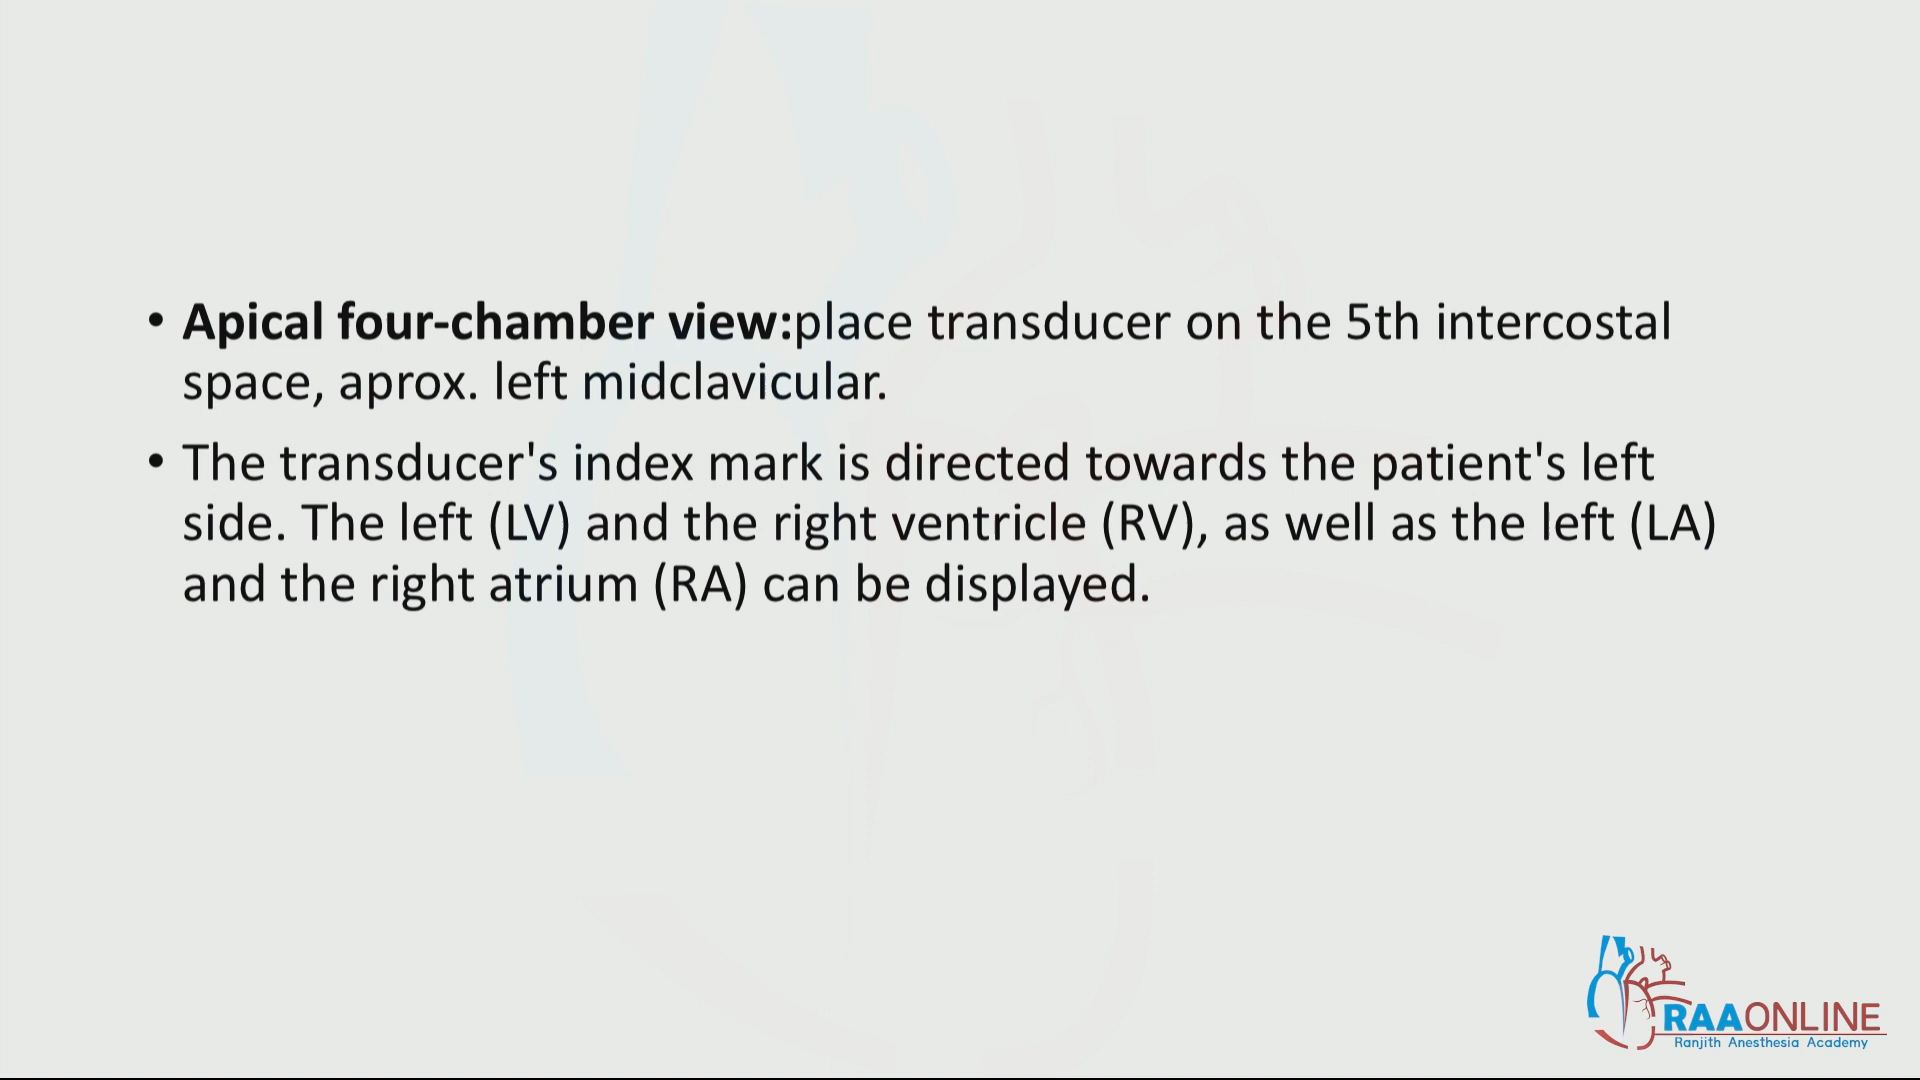 • Apical four-chamber view:place transducer on the 5th intercostal
space, aprox. left midclavicular.
• The transducer's index mark is directed towards the patient's left
side. The left (LV) and the right ventricle (RV), as well as the left (LA)
and the right atrium (RA) can be displayed.
RAAONLINE
Ranjith Anesthesia Academy